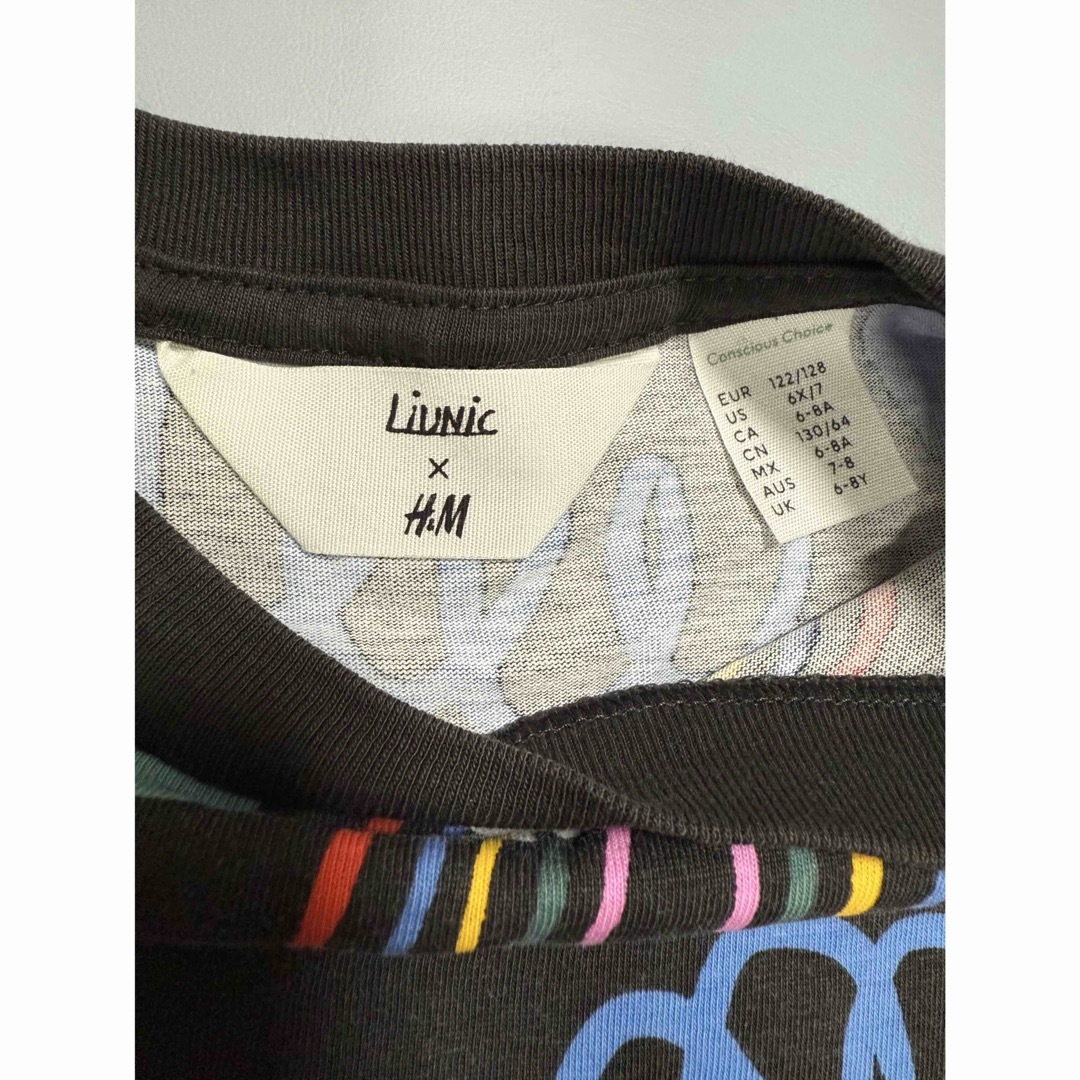 LiUNiC
×
H&M
Conscious Choice
EUR 122/128
US 6X/7
CA 6-8A
CN 130/64
MX 6-8A
AUS 7-8
UK 6-8Y